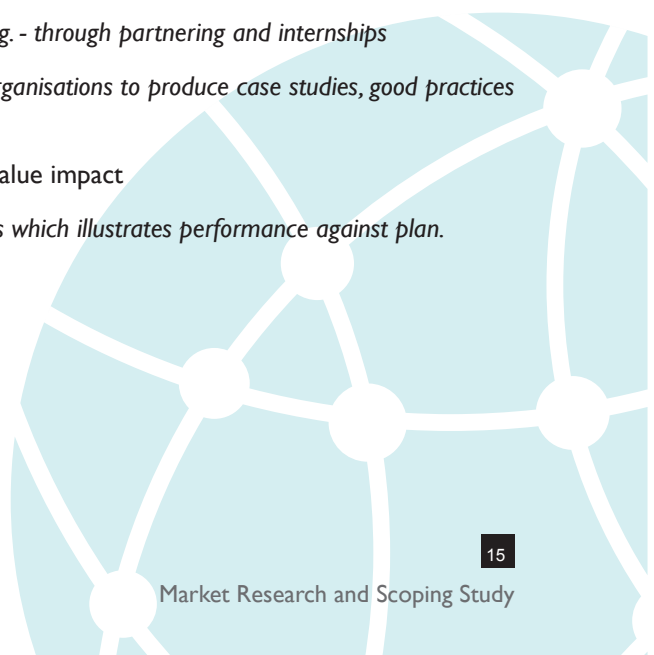 g. - through partnering and internships
rganisations to produce case studies, good practices
alue impact
s which illustrates performance against plan.
15
Market Research and Scoping Study